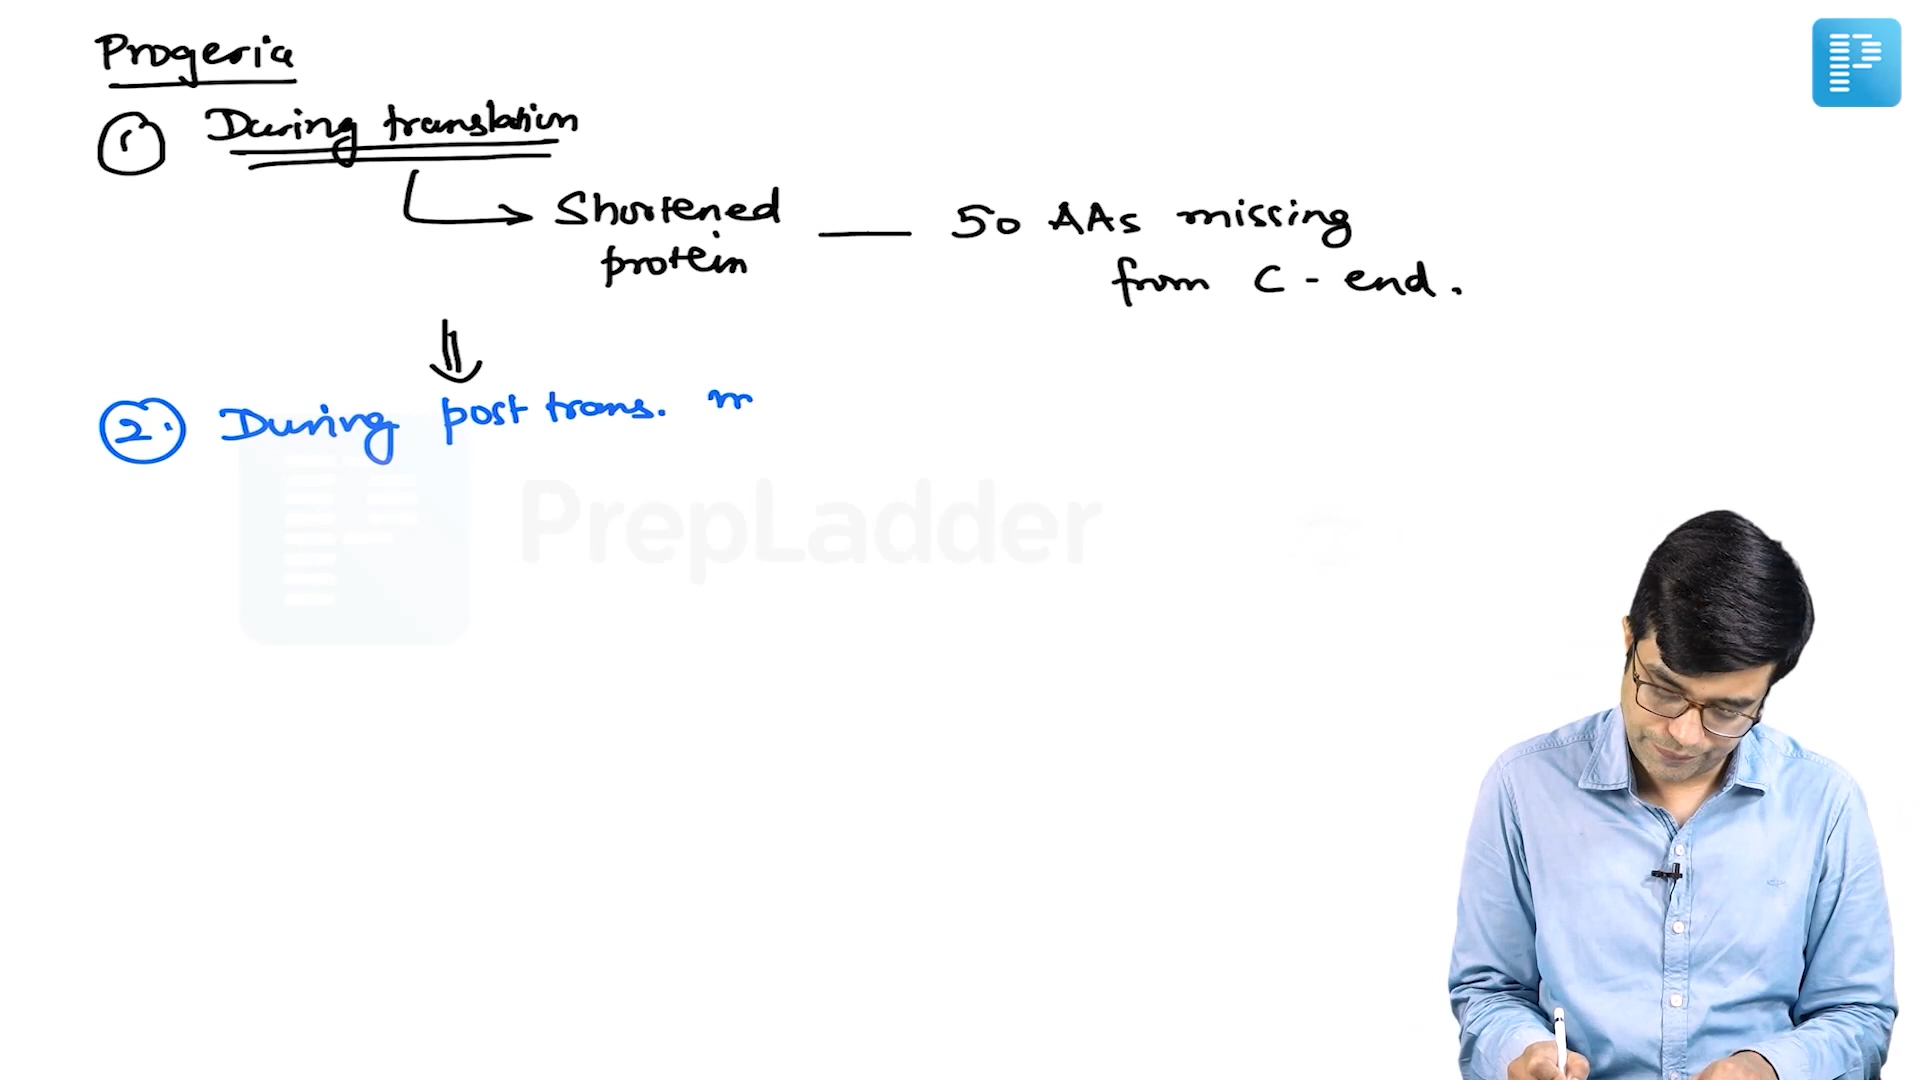 Progeria
1 During translation
Shortened — 50 AAs missing
protein from C - end.
2. During post trans. m
PrepLadder